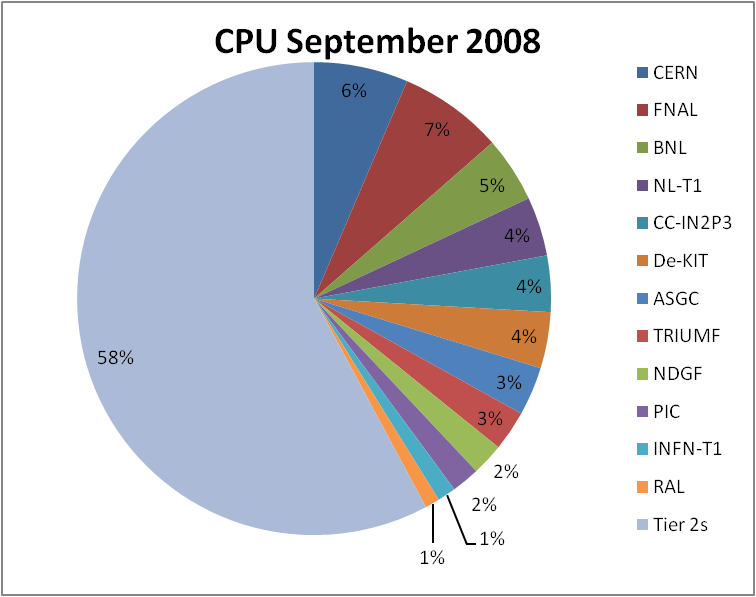 CPU September 2008
6%
7%
5%
4%
4%
4%
3%
3%
2%
2%
1%
1%
58%
CERN
FNAL
BNL
NL-T1
CC-IN2P3
De-KIT
ASGC
TRIUMF
NDGF
PIC
INFN-T1
RAL
Tier 2s